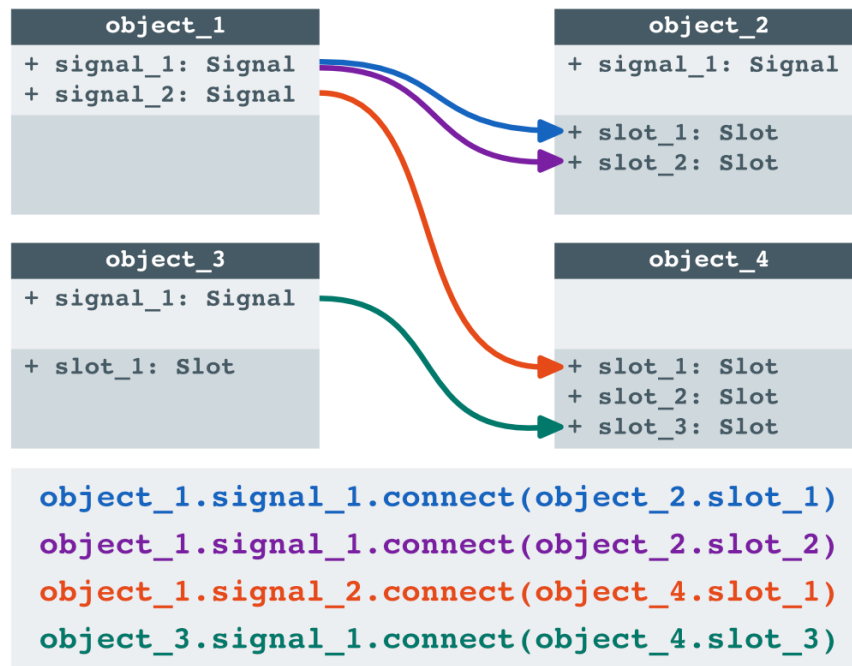 object_1
+ signal_1: Signal
+ signal_2: Signal
object_2
+ signal_1: Signal
+ slot_1: Slot
+ slot_2: Slot
object_3
+ signal_1: Signal
+ slot_1: Slot
object_4
+ slot_1: Slot
+ slot_2: Slot
+ slot_3: Slot
object_1.signal_1.connect(object_2.slot_1)
object_1.signal_1.connect(object_2.slot_2)
object_1.signal_2.connect(object_4.slot_1)
object_3.signal_1.connect(object_4.slot_3)